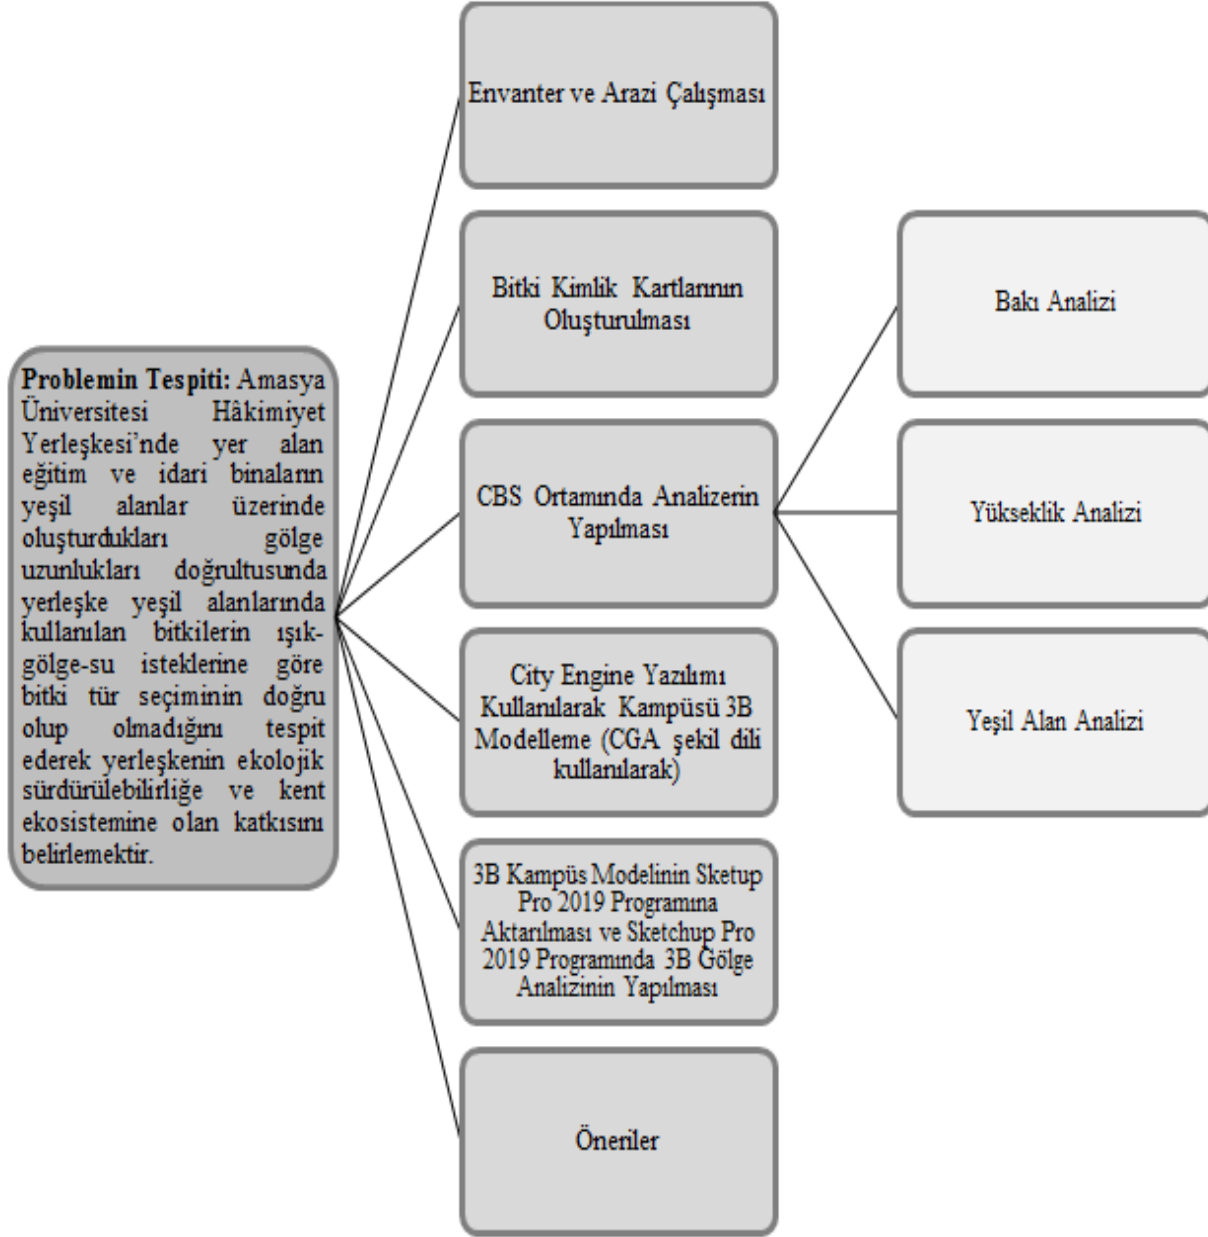 Problemin Tespiti: Amasya
Üniversitesi Hâkimiyet
Yerleşkesi’nde yer alan
eğitim ve idari binaların
yeşil alanlar üzerinde
oluşturdukları gölge
uzunlukları doğrultusunda
yerleşke yeşil alanlarında
kullanılan bitkilerin ışık-
gölge-su isteklerine göre
bitki tür seçiminin doğru
olup olmadığını tespit
ederek yerleşkenin ekolojik
sürdürülebilirliğe ve kent
ekosistemine olan katkısını
belirlemektir.
Envanter ve Arazi Çalışması
Bitki Kimlik Kartlarının
Oluşturulması
CBS Ortamında Analizerin
Yapılması
City Engine Yazılımı
Kullanılarak Kampüsü 3B
Modelleme (CGA şekil dili
kullanılarak)
3B Kampüs Modelinin Sketup
Pro 2019 Programına
Aktarılması ve Sketchup Pro
2019 Programında 3B Gölge
Analizinin Yapılması
Öneriler
Bakı Analizi
Yükseklik Analizi
Yeşil Alan Analizi